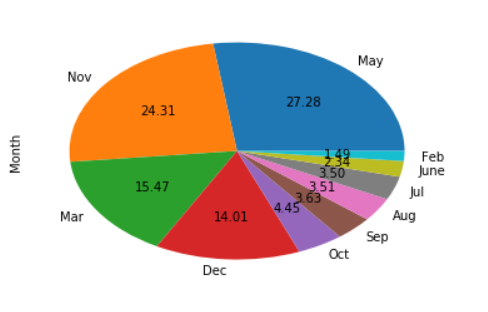 May
Nov
27.28
24.31
Month
1.49
Feb
2.34
June
3.50
Jul
15.47
3.51
Aug
3.63
4.45
Mar
14.01
Sep
Oct
Dec